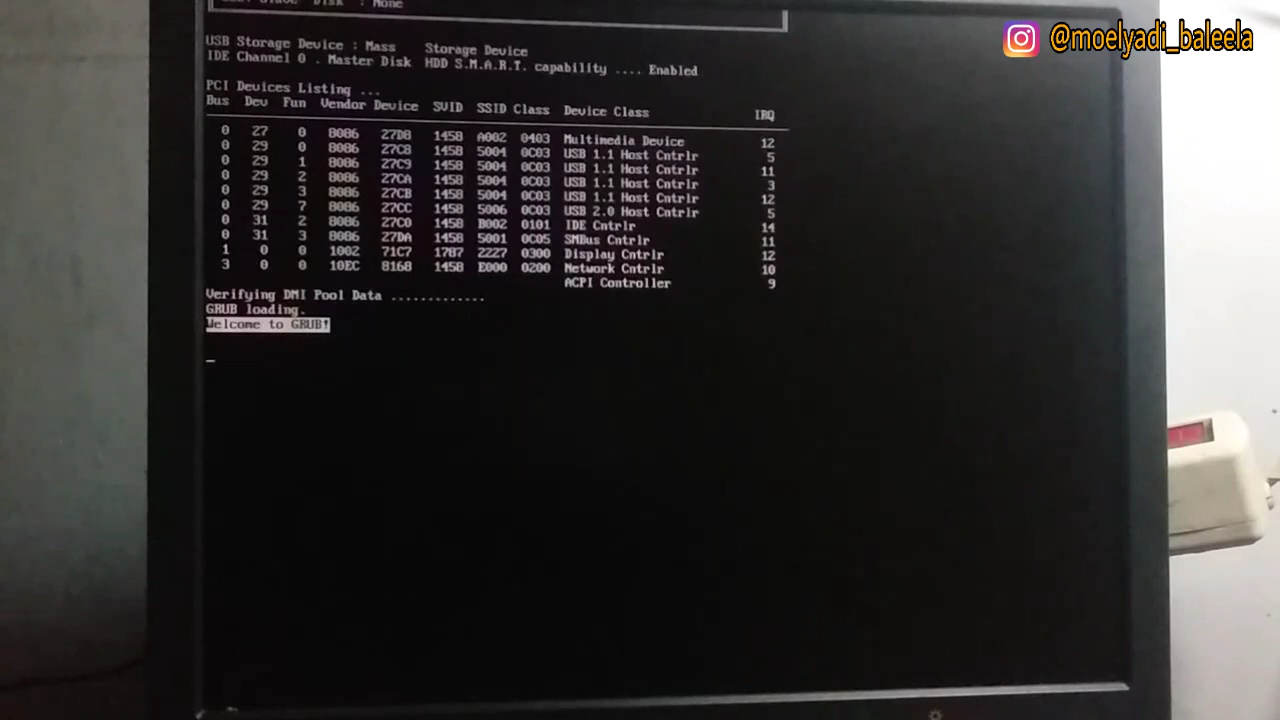 Disk : None
@moelyadi_baleela
USB Storage Device : Mass Storage Device
IDE Channel 0 . Master Disk HDD S.M.A.R.T. capability .... Enabled
PCI Devices Listing ...
Bus Dev Fun Vendor Device SVID SSID Class Device Class IRQ
0 27 0 8086 27D8 1458 A002 0403 Multimedia Device 12
0 29 0 8086 27C8 1458 5004 0C03 USB 1.1 Host Cntrlr 5
0 29 1 8086 27C9 1458 5004 0C03 USB 1.1 Host Cntrlr 11
0 29 2 8086 27CA 1458 5004 0C03 USB 1.1 Host Cntrlr 3
0 29 3 8086 27CB 1458 5004 0C03 USB 1.1 Host Cntrlr 12
0 29 7 8086 27CC 1458 5006 0C03 USB 2.0 Host Cntrlr 5
0 31 2 8086 27C0 1458 B002 0101 IDE Cntrlr 14
0 31 3 8086 27DA 1458 5001 0C05 SMBus Cntrlr 11
1 0 0 1002 71C7 1787 2227 0300 Display Cntrlr 12
3 0 0 10EC 8168 1458 E000 0200 Network Cntrlr 10
ACPI Controller 9
Verifying DMI Pool Data .............
GRUB loading.
Welcome to GRUB!